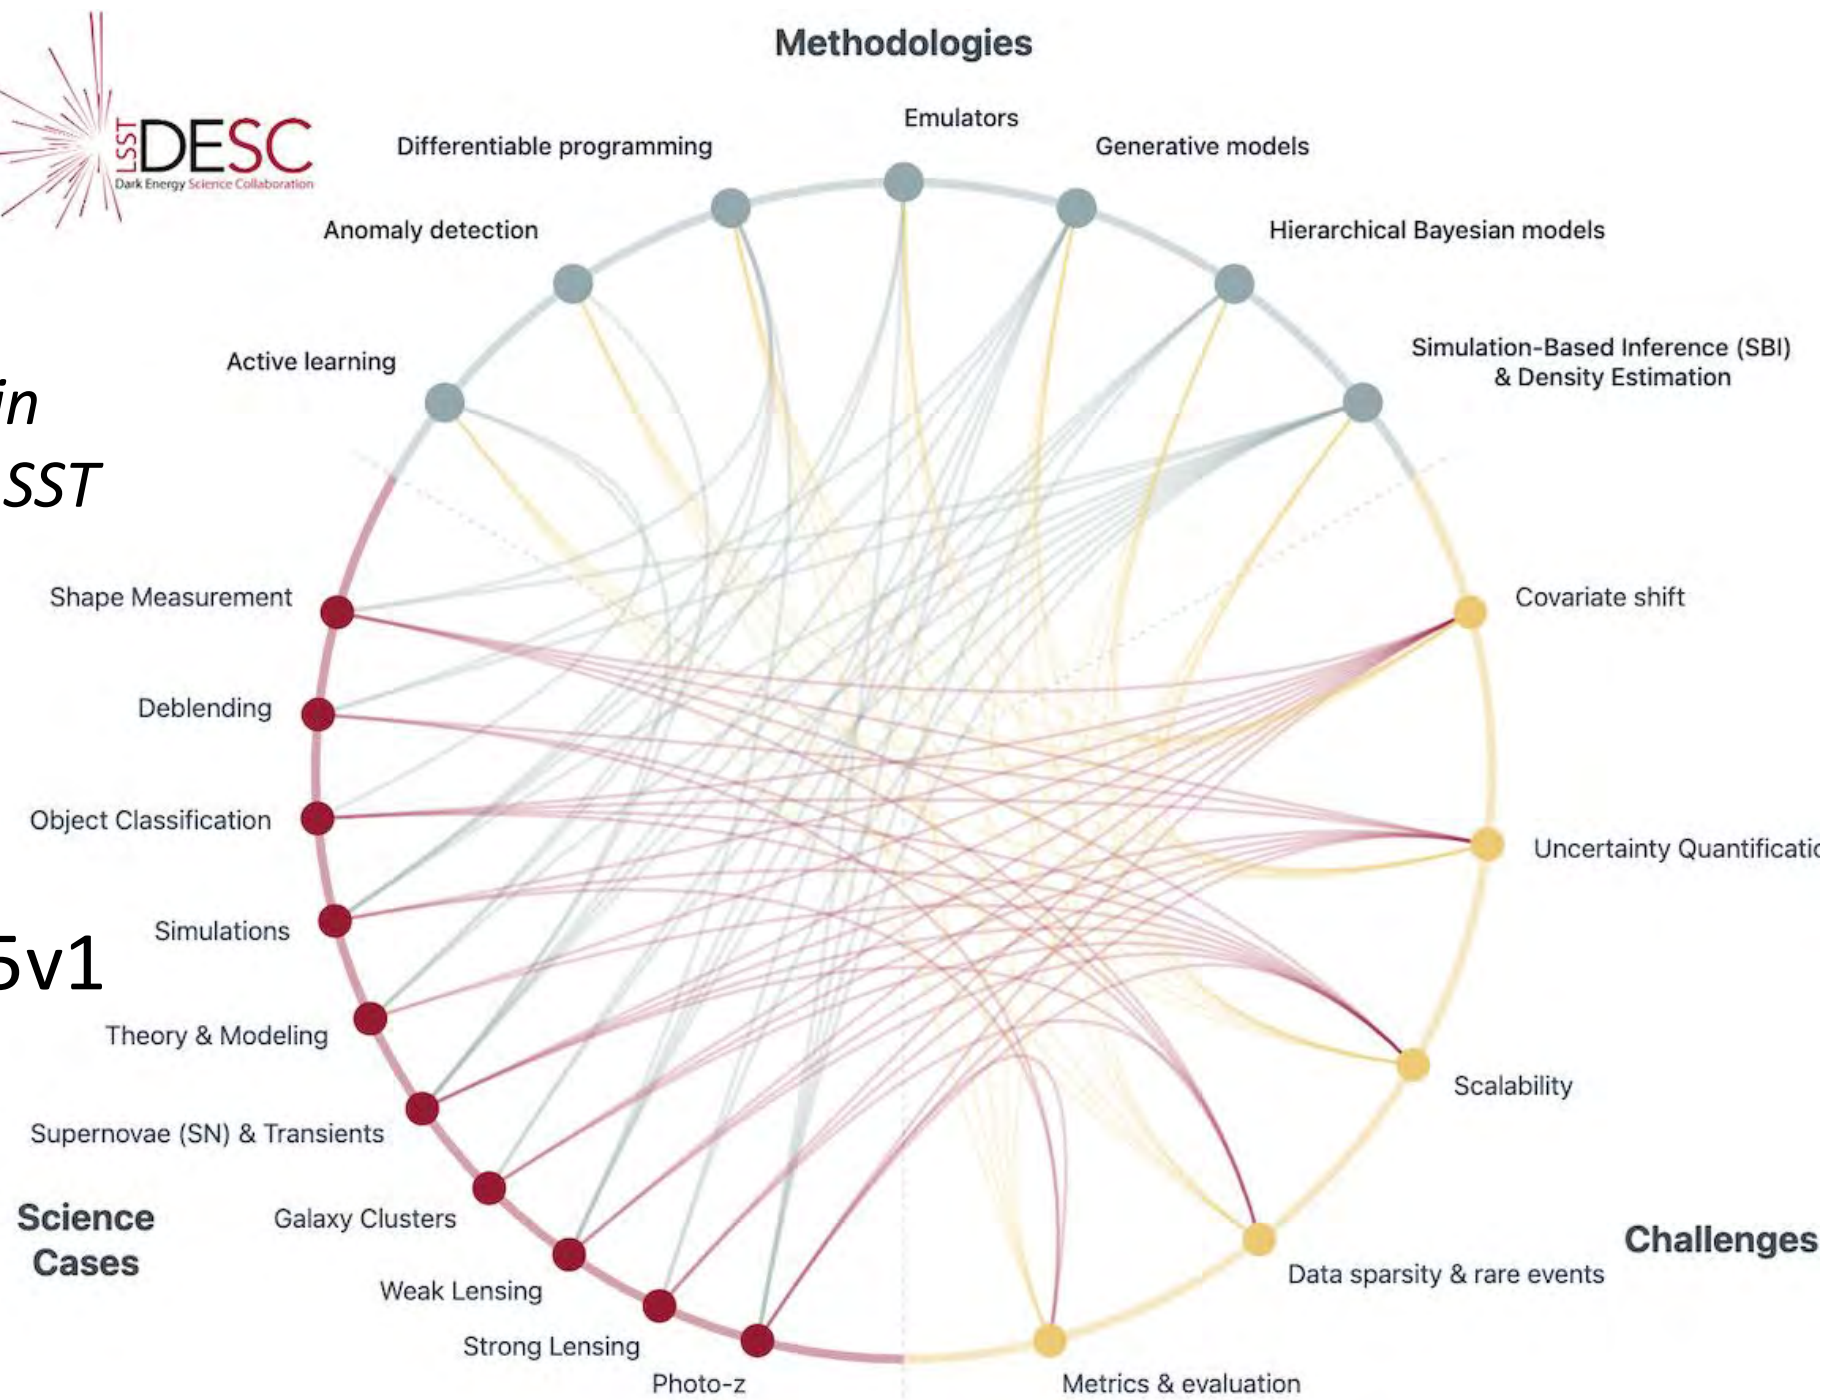 Methodologies
LSST DESC
Dark Energy Science Collaboration
Emulators
Differentiable programming
Generative models
Anomaly detection
Hierarchical Bayesian models
Active learning
Simulation-Based Inference (SBI)
& Density Estimation
in
SST
Shape Measurement
Covariate shift
Deblending
Object Classification
Uncertainty Quantificatio
Simulations
5v1
Theory & Modeling
Scalability
Supernovae (SN) & Transients
Science
Cases
Galaxy Clusters
Challenges
Data sparsity & rare events
Weak Lensing
Strong Lensing
Photo-z
Metrics & evaluation